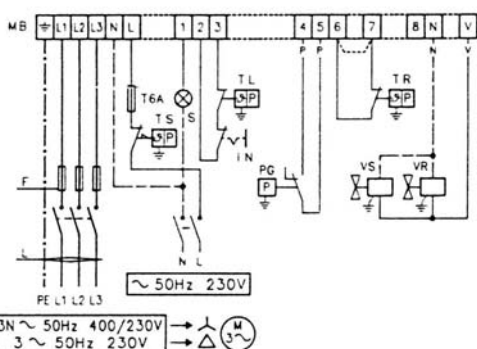 MB L1 L2 L3 N L 1 2 3 4 5 6 7 8 N V
P P N V
T6A S TL TR
TS P P P
iN
PG P VS VR
F
L
N L
PE L1 L2 L3 ~ 50Hz 230V
3N ~ 50Hz 400/230V M
3 ~ 50Hz 230V 3~